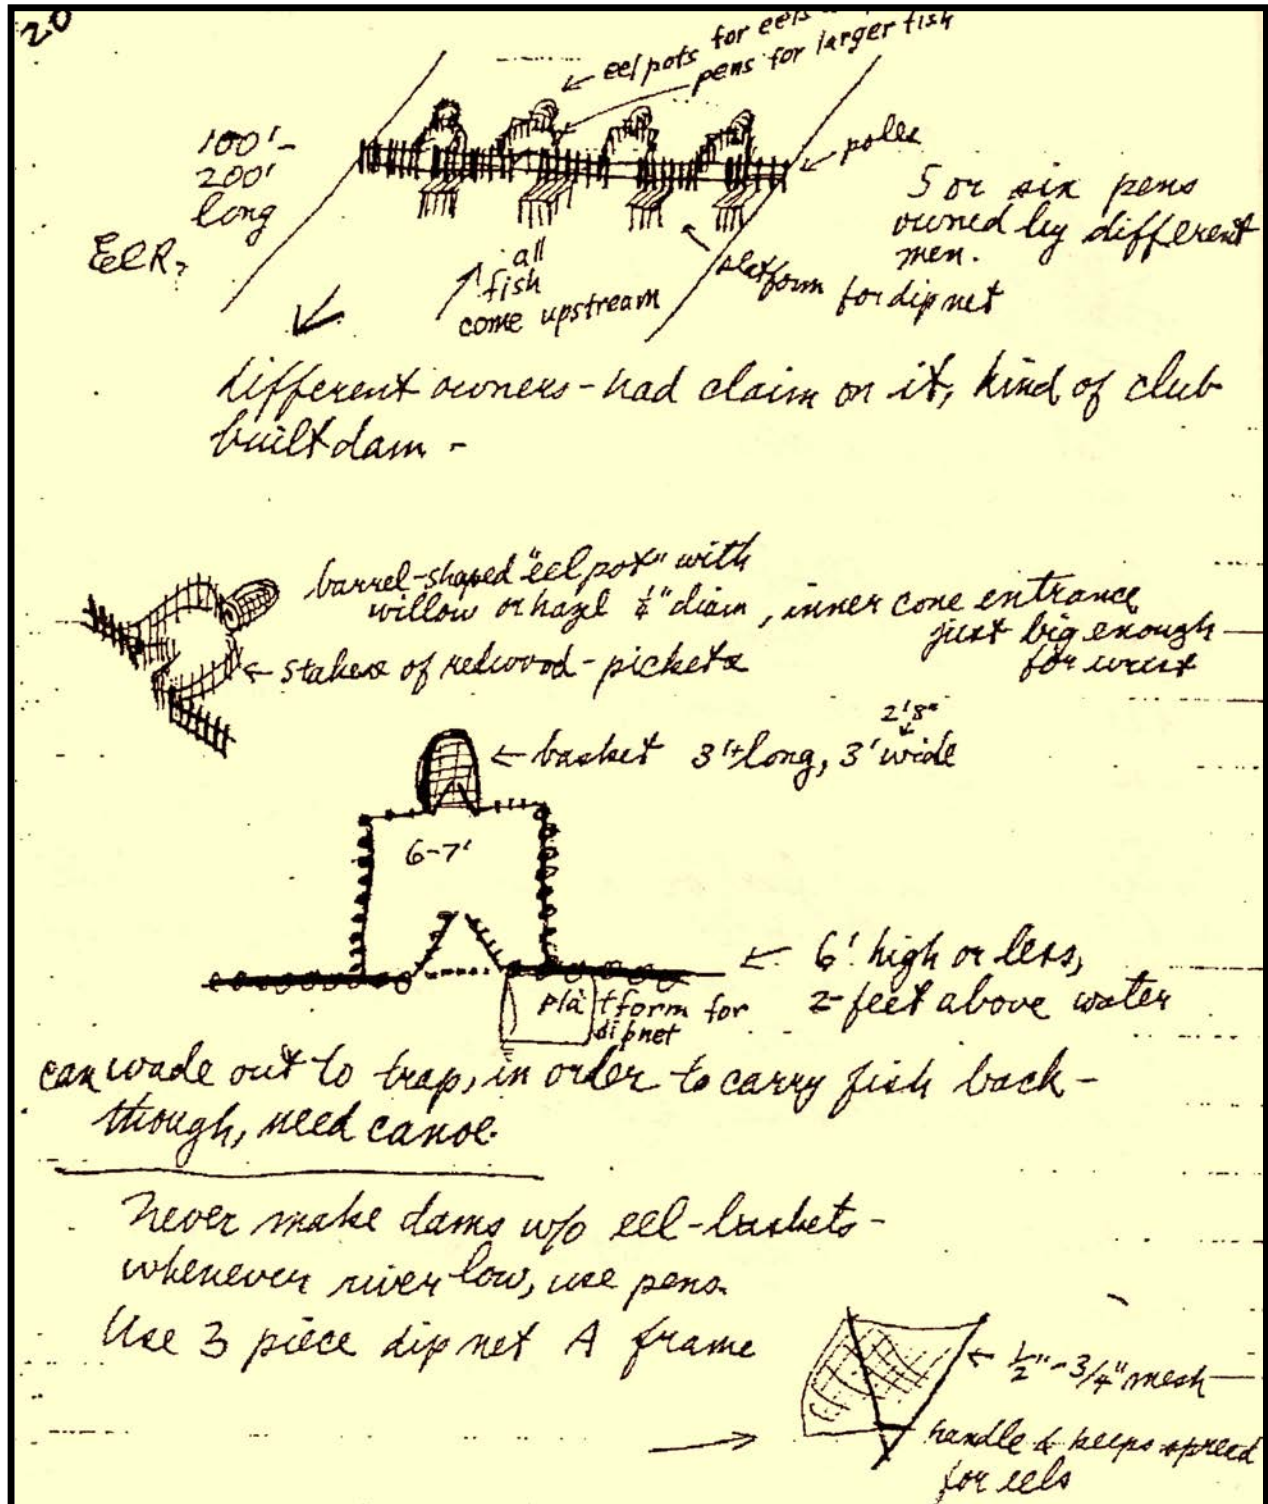 20
eel pots for eels
pens for larger fish
100'-
200'
long
Eel R.
poles
5 or six pens
owned by different
men.
all
fish
come upstream
platform for dip net
different owners - had claim on it, kind of club
built dam -
barrel-shaped "eel pot" with
willow or hazel ¼" diam, inner cone entrance
just big enough
for wrist
stakes of redwood - pickets
2'8"
basket 3'+ long, 3' wide
6-7'
6' high or less,
2-feet above water
platform for
dipnet
can wade out to trap, in order to carry fish back -
though, need canoe.
Never make dams w/o eel-baskets -
whenever river low, use pens.
Use 3 piece dip net A frame
½" - 3/4" mesh
handle & keeps spread
for eels